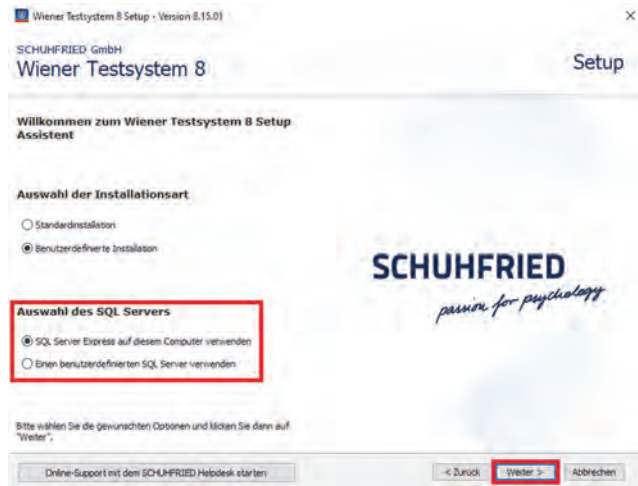 Wiener Testsystem 8 Setup - Version 8.15.01
SCHUHFRIED GmbH
Wiener Testsystem 8
Setup
Willkommen zum Wiener Testsystem 8 Setup
Assistent
Auswahl der Installationsart
Standardinstallation
Benutzerdefinierte Installation
SCHUHFRIED
passion for psychology
Auswahl des SQL Servers
SQL Server Express auf diesem Computer verwenden
Einen benutzerdefinierten SQL Server verwenden
Bitte wählen Sie die gewünschten Optionen und klicken Sie dann auf
"Weiter".
Online-Support mit dem SCHUHFRIED Helpdesk starten
< Zurück
Weiter >
Abbrechen